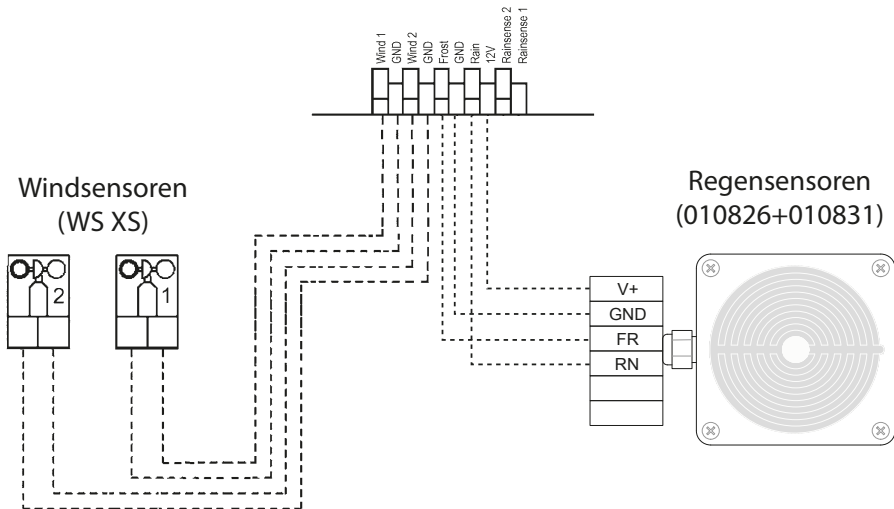 Wind 1
GND
Wind 2
GND
Frost
GND
Rain
12V
Rainsense 2
Rainsense 1
Windsensoren
(WS XS)
2
1
Regensensoren
(010826+010831)
V+
GND
FR
RN